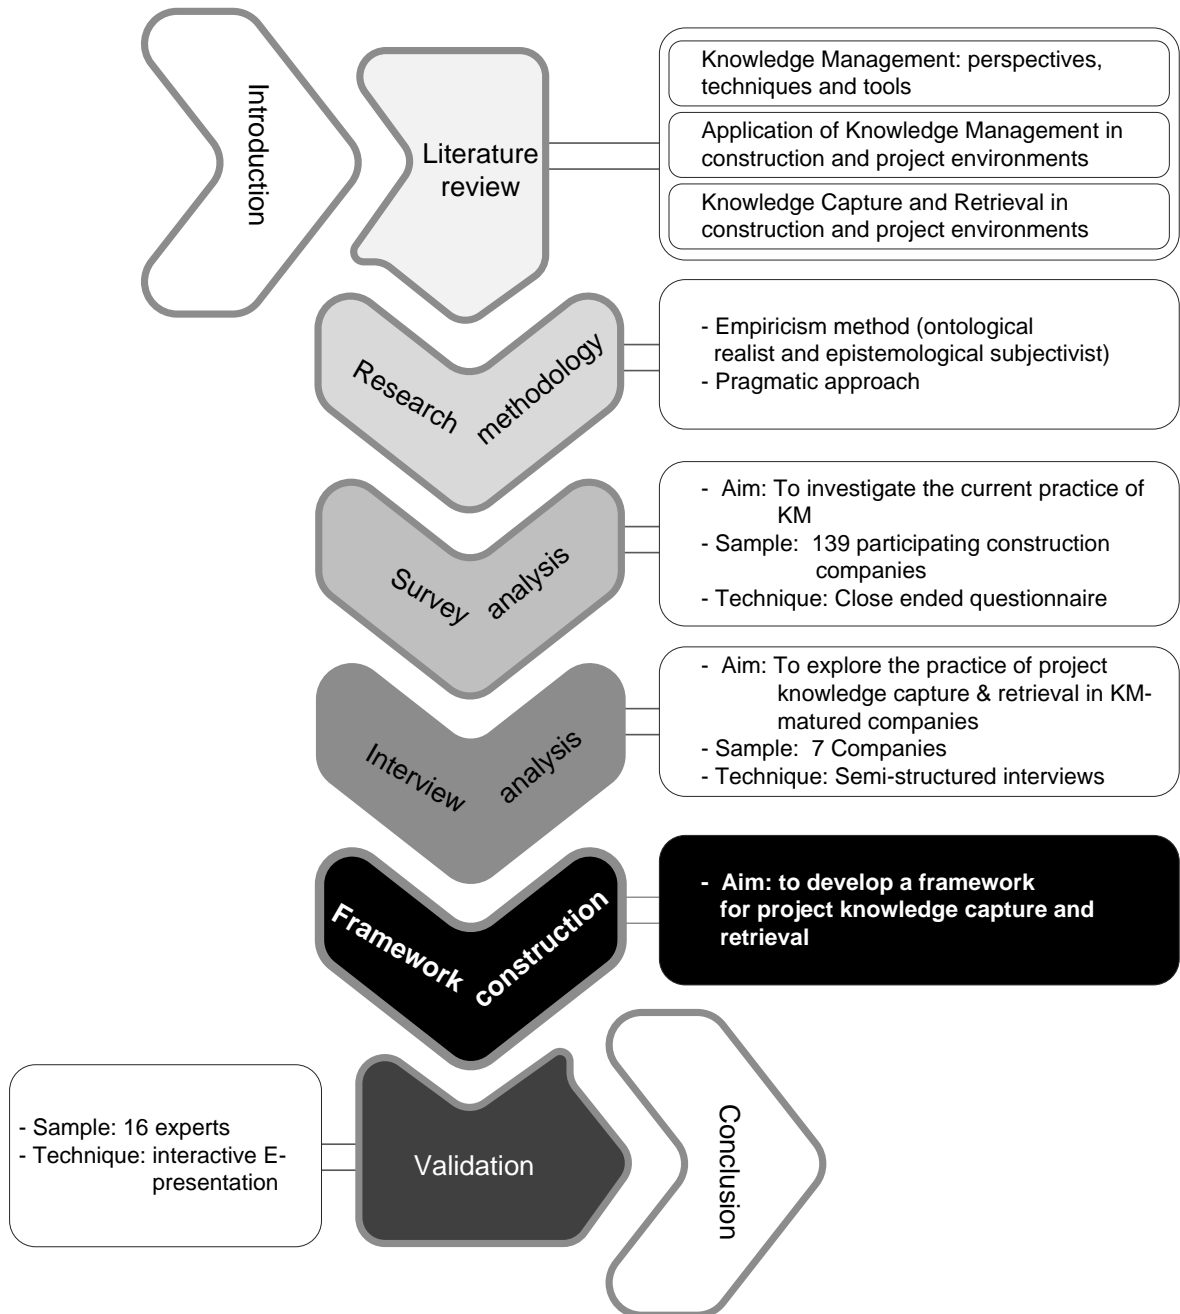 Introduction
Literature
review
Knowledge Management: perspectives,
techniques and tools
Application of Knowledge Management in
construction and project environments
Knowledge Capture and Retrieval in
construction and project environments
Research methodology
- Empiricism method (ontological
realist and epistemological subjectivist)
- Pragmatic approach
Survey analysis
- Aim: To investigate the current practice of
KM
- Sample: 139 participating construction
companies
- Technique: Close ended questionnaire
Interview analysis
- Aim: To explore the practice of project
knowledge capture & retrieval in KM-
matured companies
- Sample: 7 Companies
- Technique: Semi-structured interviews
Framework construction
- Aim: to develop a framework
for project knowledge capture and
retrieval
- Sample: 16 experts
- Technique: interactive E-
presentation
Validation
Conclusion